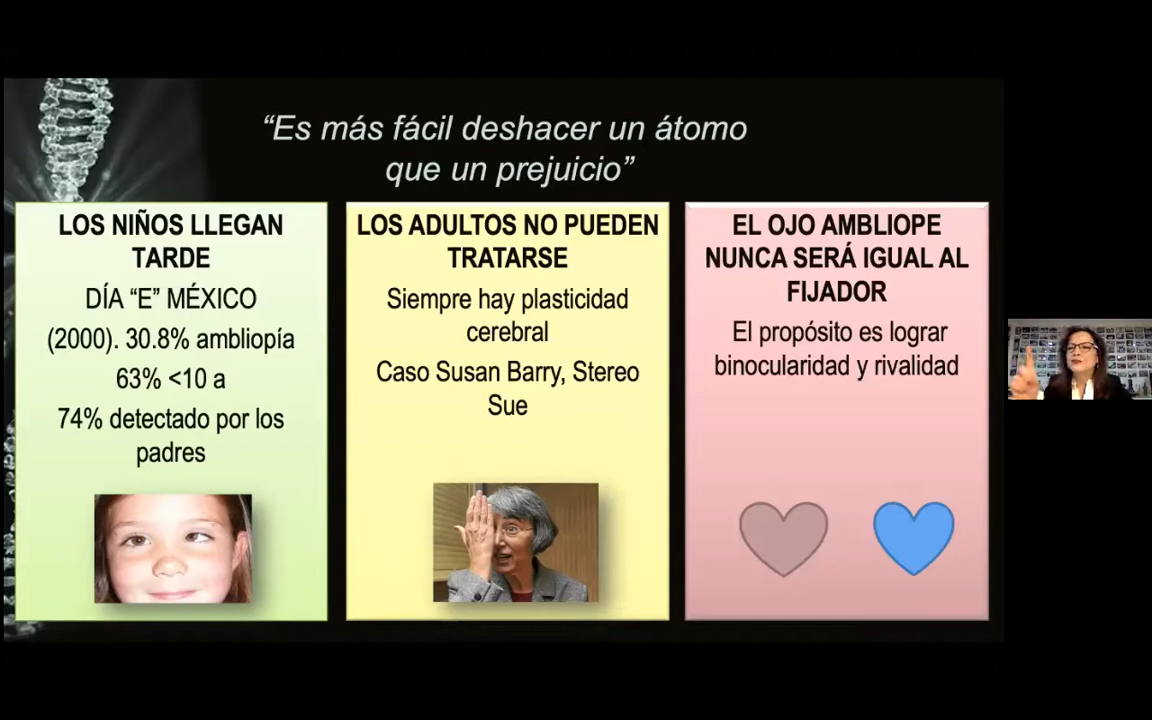 “Es más fácil deshacer un átomo
que un prejuicio”
LOS NIÑOS LLEGAN
TARDE
DÍA “E” MÉXICO
(2000). 30.8% ambliopía
63% <10 a
74% detectado por los
padres
LOS ADULTOS NO PUEDEN
TRATARSE
Siempre hay plasticidad
cerebral
Caso Susan Barry, Stereo
Sue
EL OJO AMBLIOPE
NUNCA SERÁ IGUAL AL
FIJADOR
El propósito es lograr
binocularidad y rivalidad